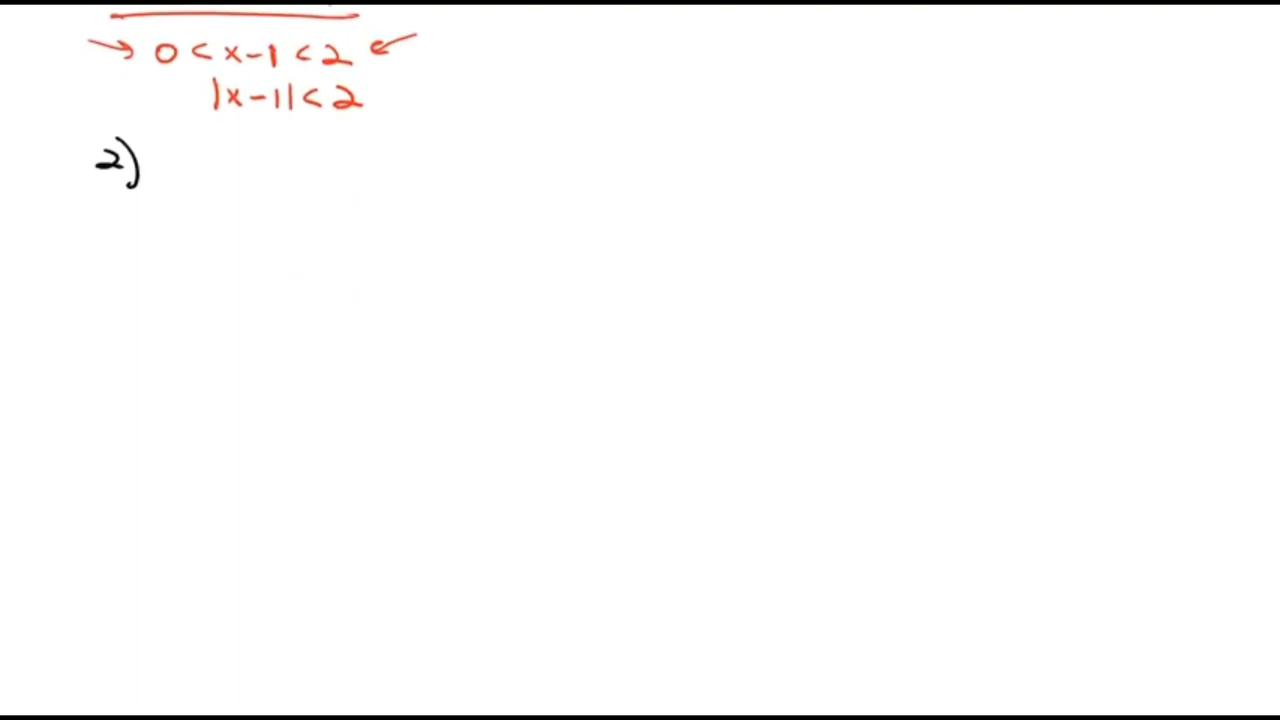 0 < x - 1 < 2
|x - 1| < 2
2)